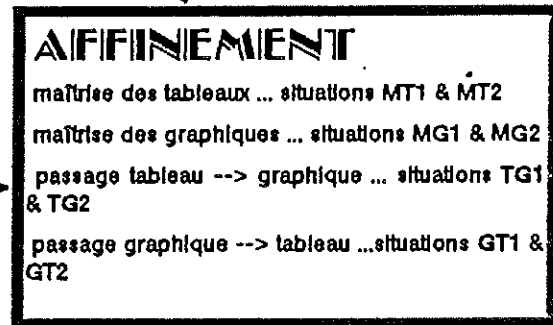 AFFINEMENT
maîtrise des tableaux ... situations MT1 & MT2
maîtrise des graphiques ... situations MG1 & MG2
passage tableau --> graphique ... situations TG1
& TG2
passage graphique --> tableau ...situations GT1 &
GT2